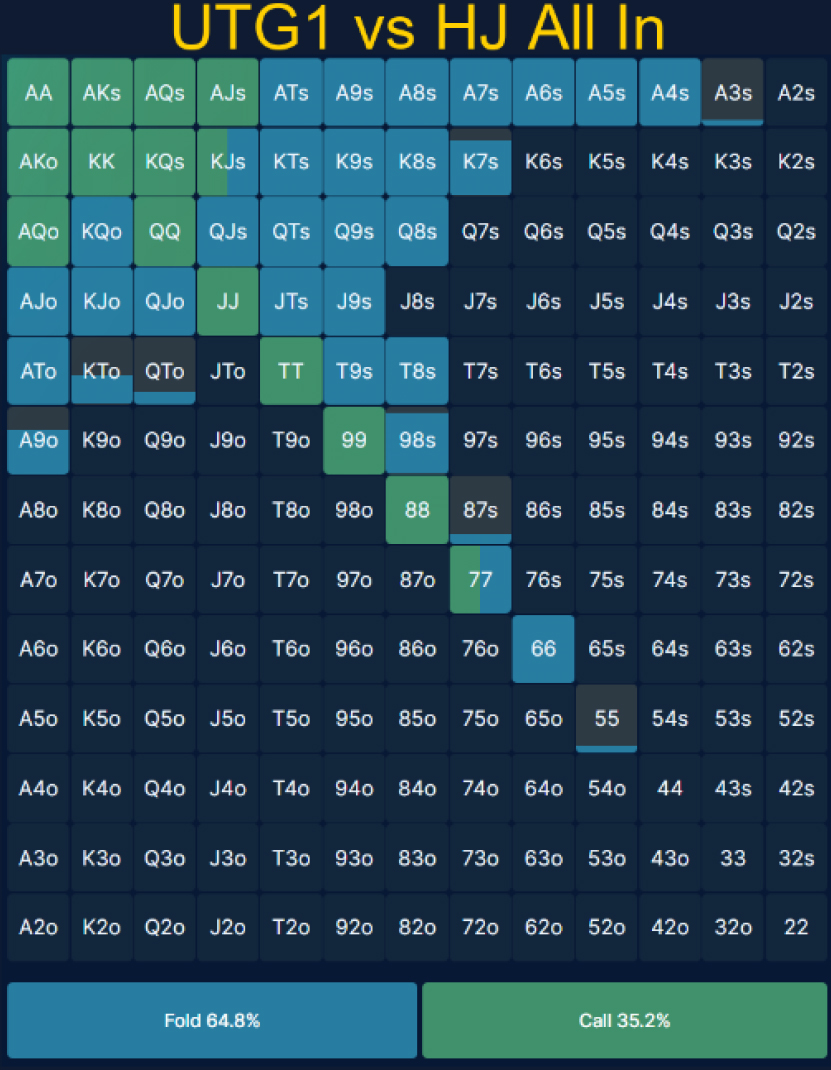 UTG1 vs HJ All In
AA AKs AQs AJs ATs A9s A8s A7s A6s A5s A4s A3s A2s
AKo KK KQs KJs KTs K9s K8s K7s K6s K5s K4s K3s K2s
AQo KQo QQ QJs QTs Q9s Q8s Q7s Q6s Q5s Q4s Q3s Q2s
AJo KJo QJo JJ JTs J9s J8s J7s J6s J5s J4s J3s J2s
ATo KTo QTo JTo TT T9s T8s T7s T6s T5s T4s T3s T2s
A9o K9o Q9o J9o T9o 99 98s 97s 96s 95s 94s 93s 92s
A8o K8o Q8o J8o T8o 98o 88 87s 86s 85s 84s 83s 82s
A7o K7o Q7o J7o T7o 97o 87o 77 76s 75s 74s 73s 72s
A6o K6o Q6o J6o T6o 96o 86o 76o 66 65s 64s 63s 62s
A5o K5o Q5o J5o T5o 95o 85o 75o 65o 55 54s 53s 52s
A4o K4o Q4o J4o T4o 94o 84o 74o 64o 54o 44 43s 42s
A3o K3o Q3o J3o T3o 93o 83o 73o 63o 53o 43o 33 32s
A2o K2o Q2o J2o T2o 92o 82o 72o 62o 52o 42o 32o 22
Fold 64.8% Call 35.2%